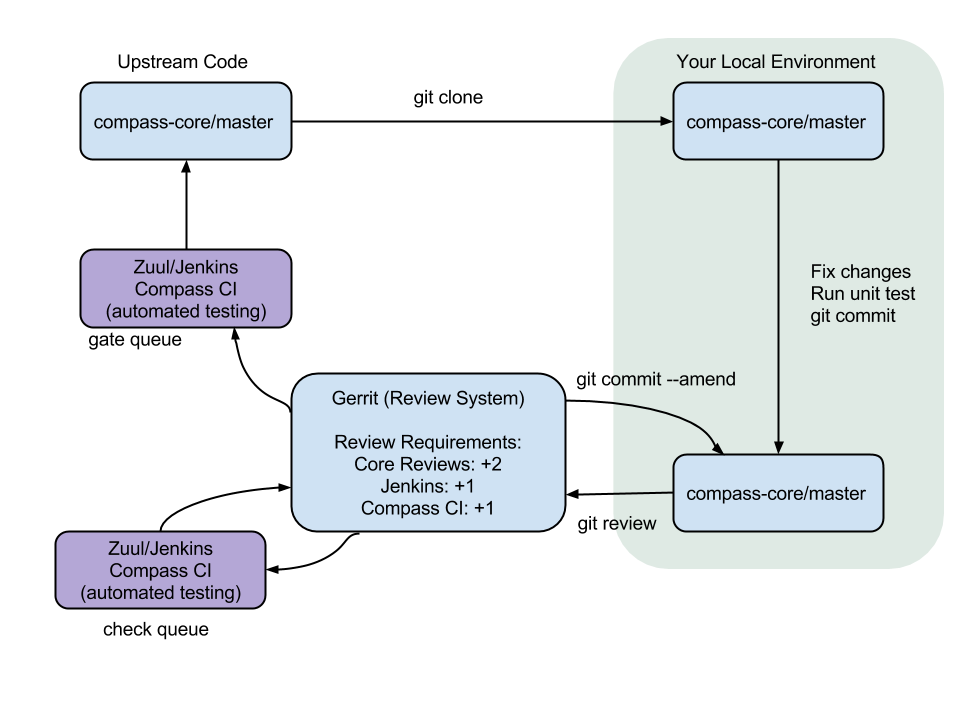 Upstream Code
Your Local Environment
compass-core/master
git clone
compass-core/master
Zuul/Jenkins
Compass CI
(automated testing)
gate queue
Fix changes
Run unit test
git commit
git commit --amend
Gerrit (Review System)
Review Requirements:
Core Reviews: +2
Jenkins: +1
Compass CI: +1
compass-core/master
git review
Zuul/Jenkins
Compass CI
(automated testing)
check queue